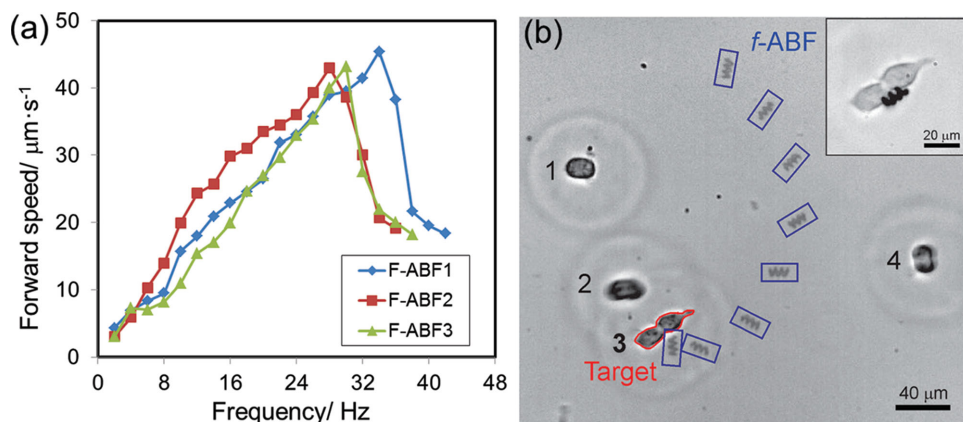 (a)
Forward speed/ μm·s⁻¹
50
40
30
20
10
0
F-ABF1
F-ABF2
F-ABF3
0 8 16 24 32 40 48
Frequency/ Hz
(b)
f-ABF
20 μm
1
2
3
4
Target
40 μm